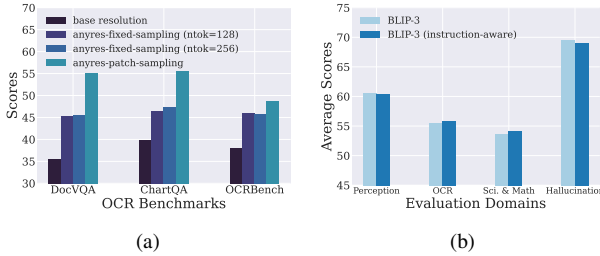 70
65
60
55
50
45
40
35
30
Scores
base resolution
anyres-fixed-sampling (ntok=128)
anyres-fixed-sampling (ntok=256)
anyres-patch-sampling
DocVQA ChartQA OCRBench
OCR Benchmarks
(a)
75
70
65
60
55
50
45
Average Scores
BLIP-3
BLIP-3 (instruction-aware)
Perception OCR Sci. & Math Hallucination
Evaluation Domains
(b)